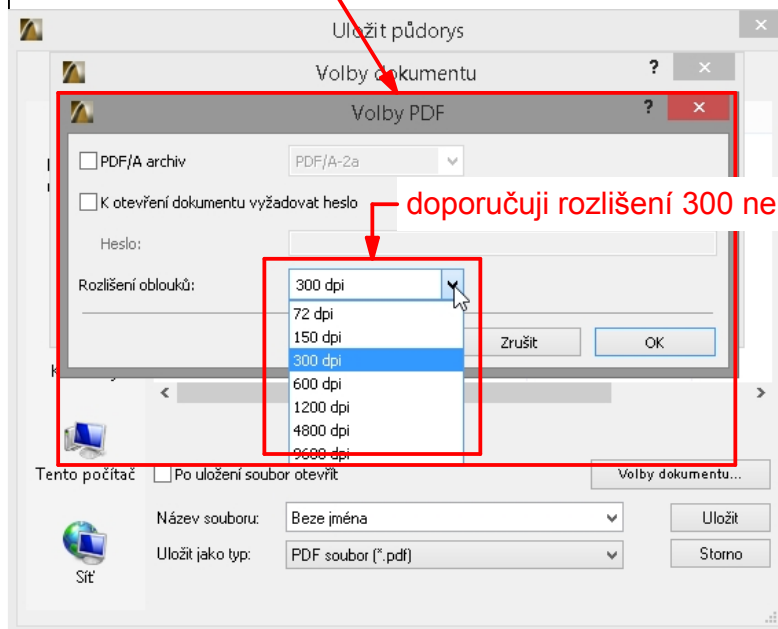 Uložit půdorys
Volby dokumentu
?
Volby PDF
?
PDF/A archiv
PDF/A-2a
K otevření dokumentu vyžadovat heslo
doporučuji rozlišení 300 ne
Heslo:
Rozlišení oblouků:
300 dpi
72 dpi
150 dpi
300 dpi
600 dpi
1200 dpi
4800 dpi
9600 dpi
Zrušit
OK
Tento počítač
Po uložení soubor otevřít
Volby dokumentu...
Název souboru:
Beze jména
Uložit
Uložit jako typ:
PDF soubor (*.pdf)
Storno
Síť